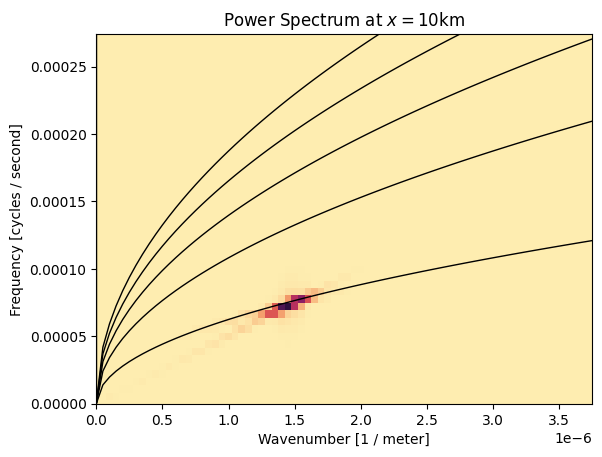 Power Spectrum at x = 10km
Frequency [cycles / second]
0.00025
0.00020
0.00015
0.00010
0.00005
0.00000
0.0 0.5 1.0 1.5 2.0 2.5 3.0 3.5
1e−6
Wavenumber [1 / meter]